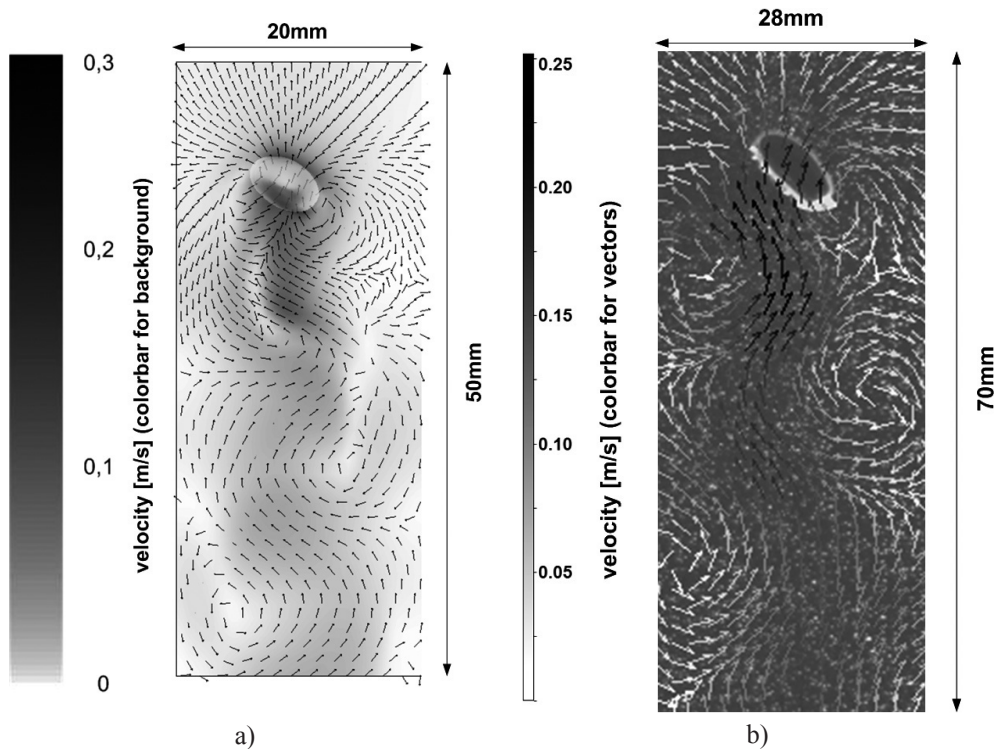 20mm
28mm
0,3
0,2
0,1
0
velocity [m/s] (colorbar for background)
50mm
0.25
0.20
0.15
0.10
0.05
velocity [m/s] (colorbar for vectors)
70mm
a)
b)